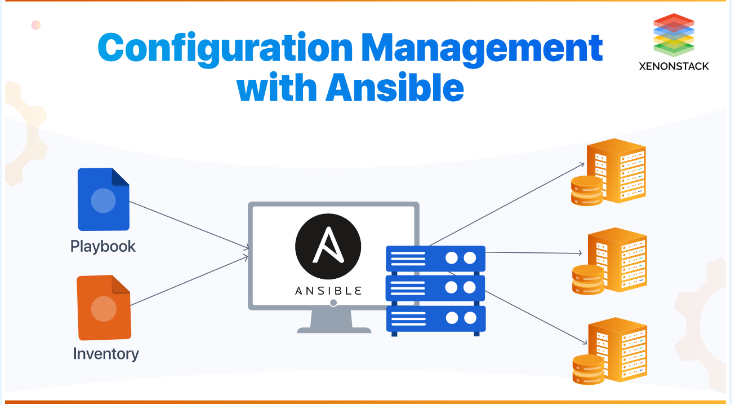 Configuration Management
with Ansible
XENONSTACK
Playbook
ANSIBLE
Inventory